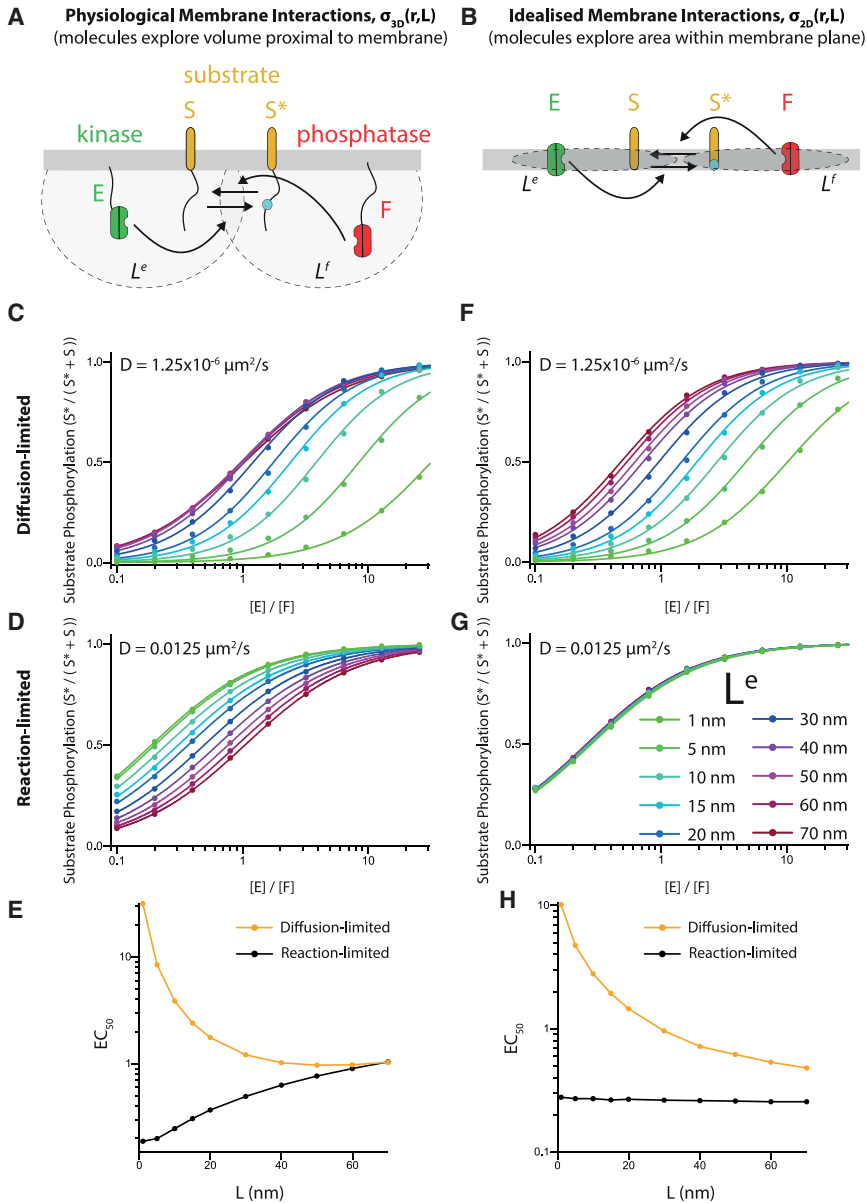 A
Physiological Membrane Interactions, σ3D(r,L)
(molecules explore volume proximal to membrane)
substrate
S
S*
kinase
phosphatase
E
F
Lᵉ
Lᶠ
B
Idealised Membrane Interactions, σ2D(r,L)
(molecules explore area within membrane plane)
E
S
S*
F
Lᵉ
Lᶠ
Diffusion-limited
C
Substrate Phosphorylation (S* / ( S* + S ))
D = 1.25x10⁻⁶ μm²/s
1.0
0.5
0.0
0.1
1
10
[E] / [F]
F
Substrate Phosphorylation (S* / ( S* + S ))
D = 1.25x10⁻⁶ μm²/s
1.0
0.5
0.0
0.1
1
10
[E] / [F]
Reaction-limited
D
Substrate Phosphorylation (S* / ( S* + S ))
D = 0.0125 μm²/s
1.0
0.5
0.0
0.1
1
10
[E] / [F]
G
Substrate Phosphorylation (S* / ( S* + S ))
D = 0.0125 μm²/s
1.0
0.5
0.0
0.1
1
10
[E] / [F]
Lᵉ
1 nm
5 nm
10 nm
15 nm
20 nm
30 nm
40 nm
50 nm
60 nm
70 nm
E
EC₅₀
Diffusion-limited
Reaction-limited
10
1
0
20
40
60
L (nm)
H
EC₅₀
Diffusion-limited
Reaction-limited
10
1
0.1
0
20
40
60
L (nm)